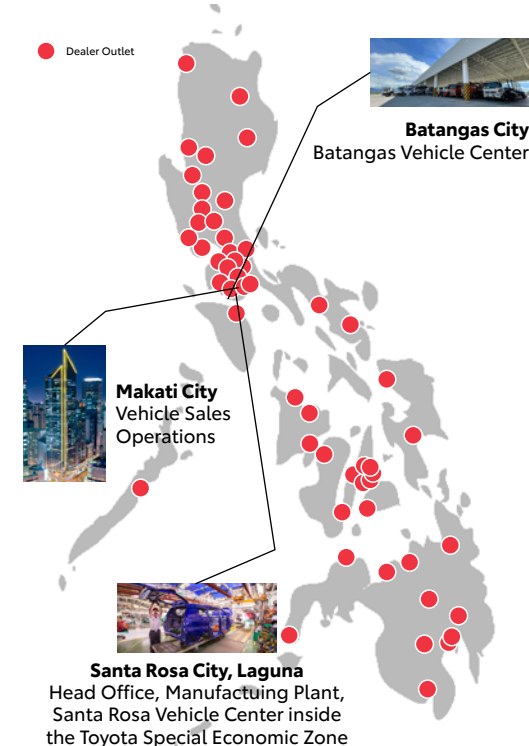 Dealer Outlet
Batangas City
Batangas Vehicle Center
Makati City
Vehicle Sales
Operations
Santa Rosa City, Laguna
Head Office, Manufactuing Plant,
Santa Rosa Vehicle Center inside
the Toyota Special Economic Zone